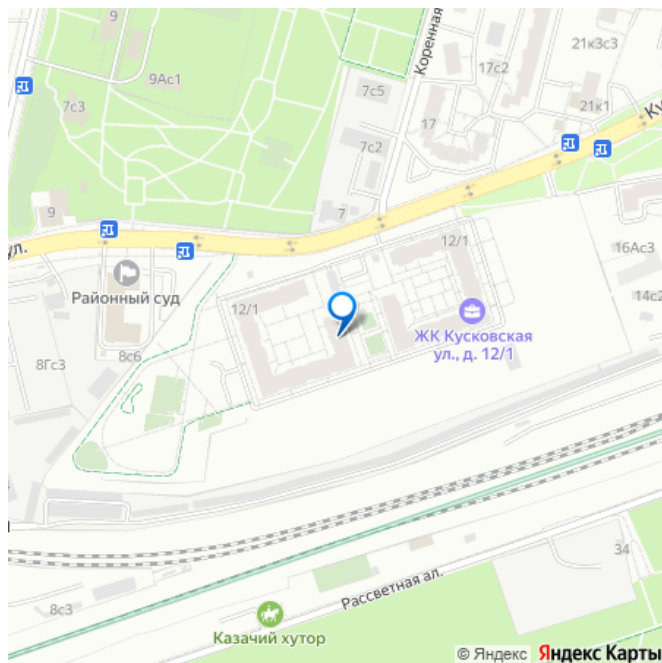 9
9Ас1
7с3
7с5
7с2
Коренная
17с2
17
21к3с3
21к1
Ку
9
7
12/1
16Ас3
14с2
ул.
Районный суд
12/1
ЖК Кусковская
ул., д. 12/1
8Гс3
8с6
34
8с3
Рассветная ал.
Казачий хутор
© Яндекс Яндекс Карты